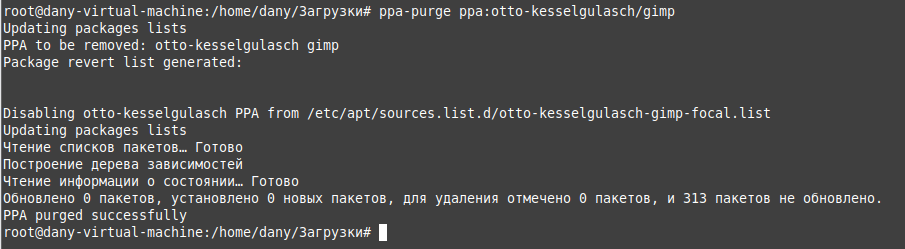 root@dany-virtual-machine:/home/dany/Загрузки# ppa-purge ppa:otto-kesselgulasch/gimp
Updating packages lists
PPA to be removed: otto-kesselgulasch gimp
Package revert list generated:
Disabling otto-kesselgulasch PPA from /etc/apt/sources.list.d/otto-kesselgulasch-gimp-focal.list
Updating packages lists
Чтение списков пакетов… Готово
Построение дерева зависимостей
Чтение информации о состоянии… Готово
Обновлено 0 пакетов, установлено 0 новых пакетов, для удаления отмечено 0 пакетов, и 313 пакетов не обновлено.
PPA purged successfully
root@dany-virtual-machine:/home/dany/Загрузки#